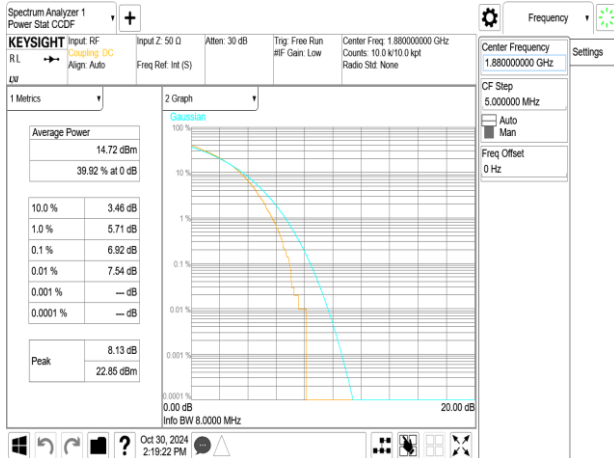 Spectrum Analyzer 1
Power Stat CCDF
+
Frequency
KEYSIGHT
RL
Input: RF
Coupling: DC
Align: Auto
Input Z: 50 Ω
Freq Ref: Int (S)
Atten: 30 dB
Trig: Free Run
#IF Gain: Low
Center Freq: 1.880000000 GHz
Counts: 10.0 k/10.0 kpt
Radio Std: None
Center Frequency
1.880000000 GHz
Settings
CF Step
5.000000 MHz
Auto
Man
Freq Offset
0 Hz
1 Metrics
Average Power
14.72 dBm
39.92 % at 0 dB
10.0 % 3.46 dB
1.0 % 5.71 dB
0.1 % 6.92 dB
0.01 % 7.54 dB
0.001 % --- dB
0.0001 % --- dB
Peak
8.13 dB
22.85 dBm
2 Graph
Gaussian
100 %
10 %
1 %
0.1 %
0.01 %
0.001 %
0.0001 %
0.00 dB 20.00 dB
Info BW 8.0000 MHz
?
Oct 30, 2024
2:19:22 PM